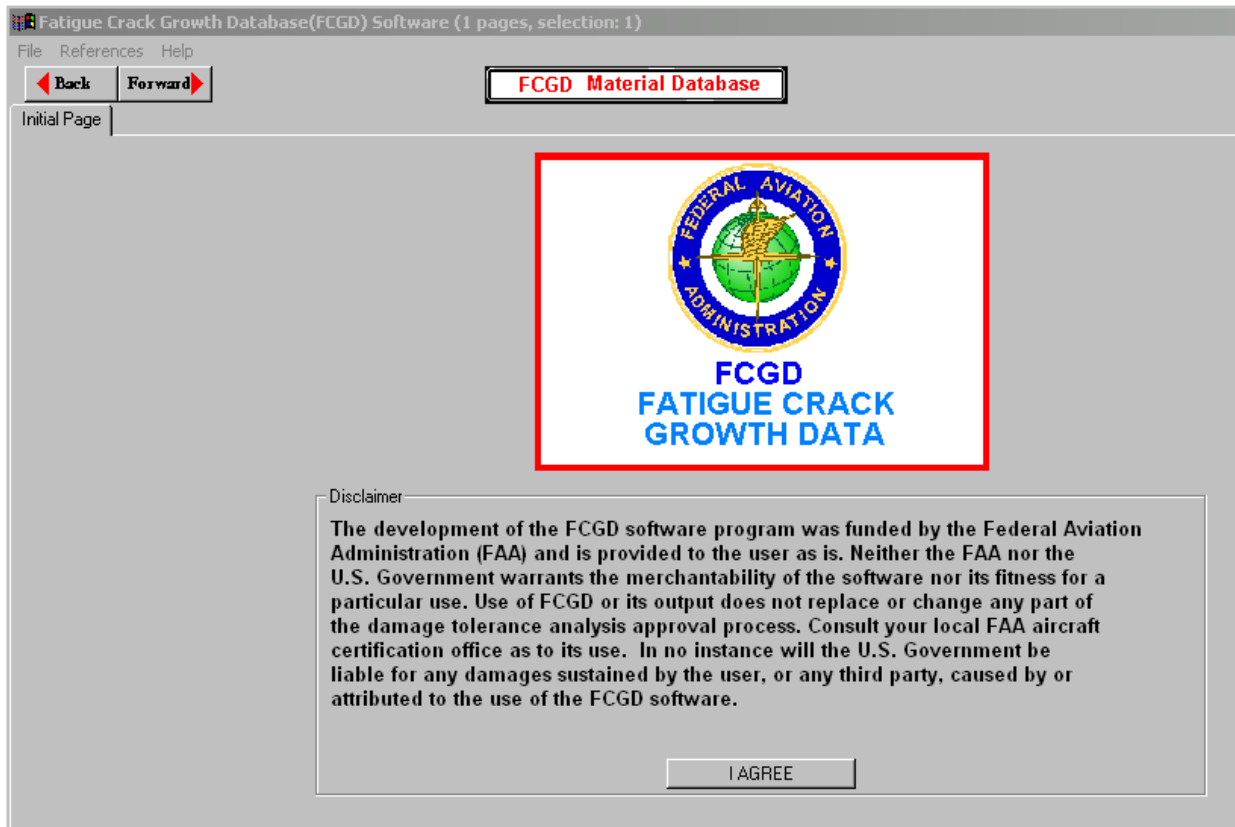 Fatigue Crack Growth Database(FCGD) Software (1 pages, selection: 1)
File References Help
Back Forward
FCGD Material Database
Initial Page
FEDERAL AVIATION
ADMINISTRATION
FCGD
FATIGUE CRACK
GROWTH DATA
Disclaimer
The development of the FCGD software program was funded by the Federal Aviation
Administration (FAA) and is provided to the user as is. Neither the FAA nor the
U.S. Government warrants the merchantability of the software nor its fitness for a
particular use. Use of FCGD or its output does not replace or change any part of
the damage tolerance analysis approval process. Consult your local FAA aircraft
certification office as to its use. In no instance will the U.S. Government be
liable for any damages sustained by the user, or any third party, caused by or
attributed to the use of the FCGD software.
I AGREE